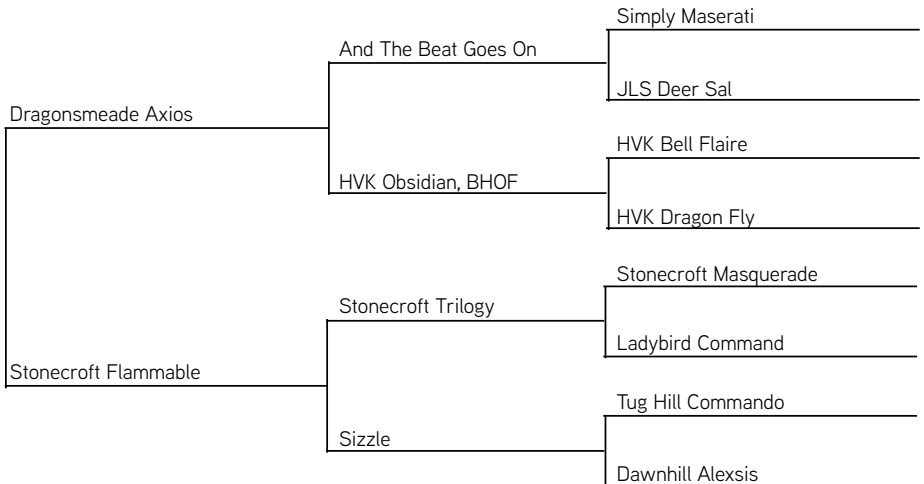 Simply Maserati
And The Beat Goes On
JLS Deer Sal
Dragonsmeade Axios
HVK Bell Flaire
HVK Obsidian, BHOF
HVK Dragon Fly
Stonecroft Masquerade
Stonecroft Trilogy
Ladybird Command
Stonecroft Flammable
Tug Hill Commando
Sizzle
Dawnhill Alexsis